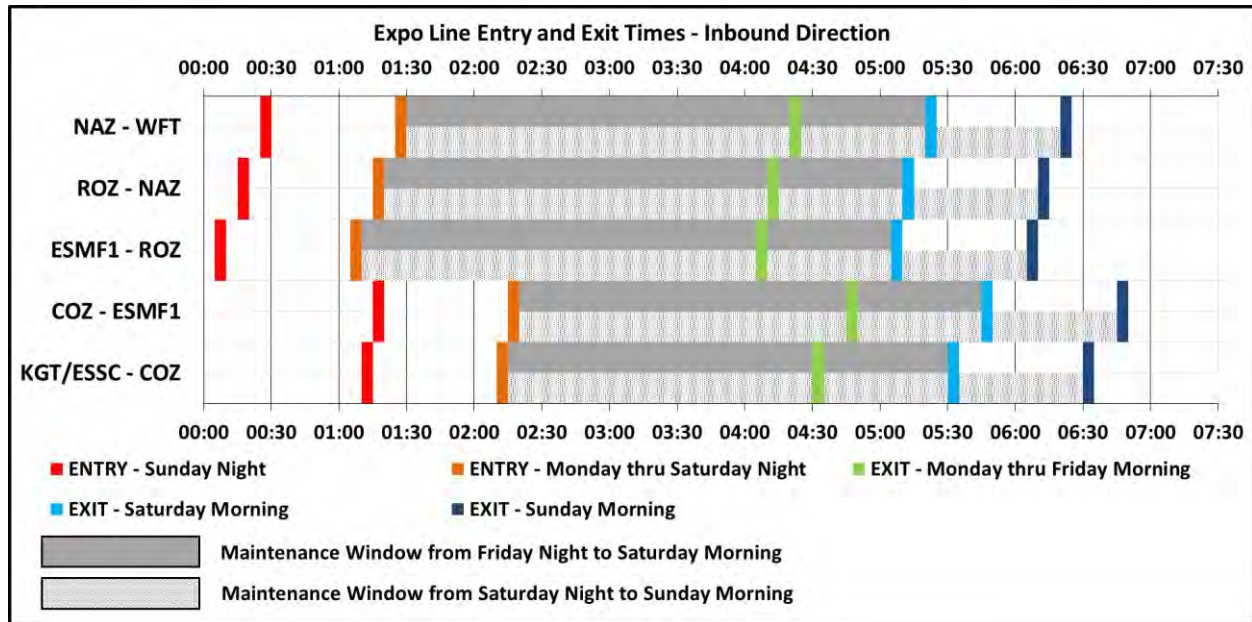 Expo Line Entry and Exit Times - Inbound Direction
00:00 00:30 01:00 01:30 02:00 02:30 03:00 03:30 04:00 04:30 05:00 05:30 06:00 06:30 07:00 07:30
NAZ - WFT
ROZ - NAZ
ESMF1 - ROZ
COZ - ESMF1
KGT/ESSC - COZ
00:00 00:30 01:00 01:30 02:00 02:30 03:00 03:30 04:00 04:30 05:00 05:30 06:00 06:30 07:00 07:30
ENTRY - Sunday Night ENTRY - Monday thru Saturday Night EXIT - Monday thru Friday Morning
EXIT - Saturday Morning EXIT - Sunday Morning
Maintenance Window from Friday Night to Saturday Morning
Maintenance Window from Saturday Night to Sunday Morning